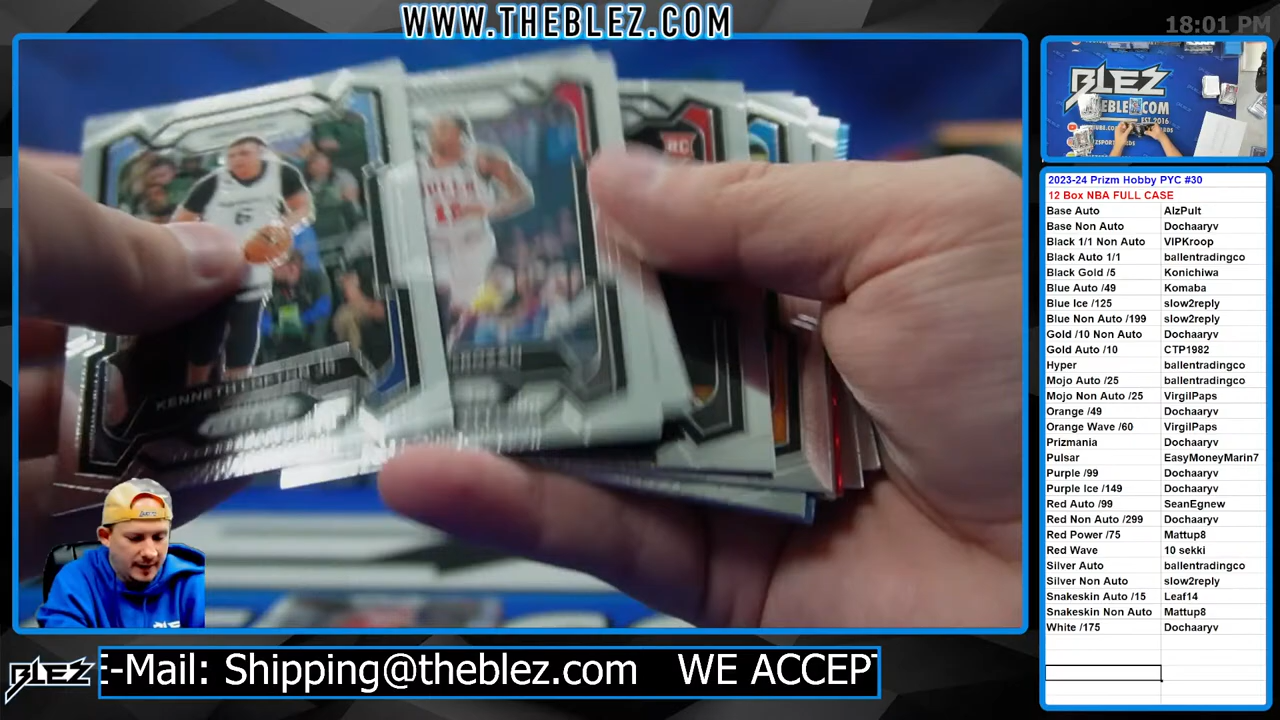 WWW.THEBLEZ.COM
18:01 PM
BLEZ
EST. 2016
RC
2023-24 Prizm Hobby PYC #30
12 Box NBA FULL CASE
Base Auto AlzPult
Base Non Auto Dochaaryv
Black 1/1 Non Auto VIPKroop
Black Auto 1/1 ballentradingco
Black Gold /5 Konichiwa
Blue Auto /49 Komaba
Blue Ice /125 slow2reply
Blue Non Auto /199 slow2reply
Gold /10 Non Auto Dochaaryv
Gold Auto /10 CTP1982
Hyper ballentradingco
Mojo Auto /25 ballentradingco
Mojo Non Auto /25 VirgilPaps
Orange /49 Dochaaryv
Orange Wave /60 VirgilPaps
Prizmania Dochaaryv
Pulsar EasyMoneyMarin7
Purple /99 Dochaaryv
Purple Ice /149 Dochaaryv
Red Auto /99 SeanEgnew
Red Non Auto /299 Dochaaryv
Red Power /75 Mattup8
Red Wave 10 sekki
Silver Auto ballentradingco
Silver Non Auto slow2reply
Snakeskin Auto /15 Leaf14
Snakeskin Non Auto Mattup8
White /175 Dochaaryv
KENNETH
BLEZ
E-Mail: Shipping@theblez.com WE ACCEPT